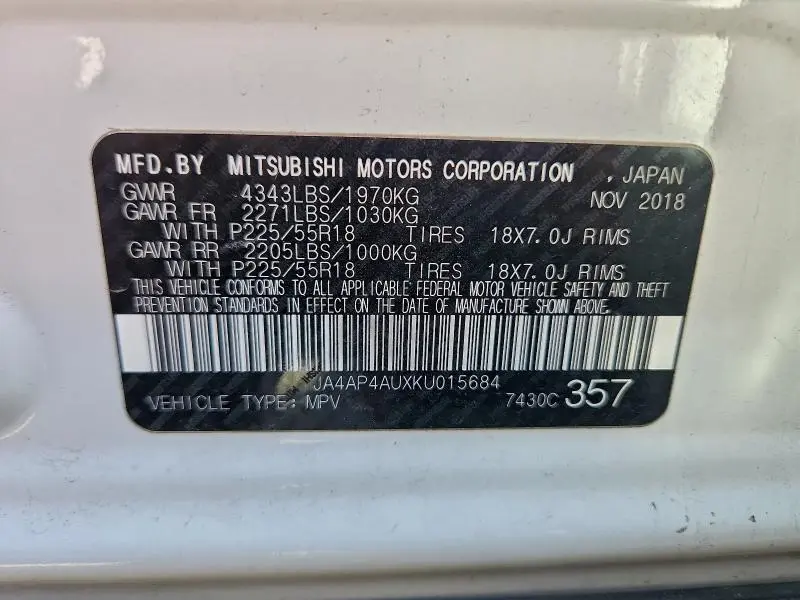 MFD.BY MITSUBISHI MOTORS CORPORATION , JAPAN
GVWR 4343LBS/1970KG NOV 2018
GAWR FR 2271LBS/1030KG
WITH P225/55R18 TIRES 18X7.0J RIMS
GAWR RR 2205LBS/1000KG
WITH P225/55R18 TIRES 18X7.0J RIMS
THIS VEHICLE CONFORMS TO ALL APPLICABLE FEDERAL MOTOR VEHICLE SAFETY AND THEFT
PREVENTION STANDARDS IN EFFECT ON THE DATE OF MANUFACTURE SHOWN ABOVE.
JA4AP4AUXKU015684
VEHICLE TYPE: MPV 7430C 357